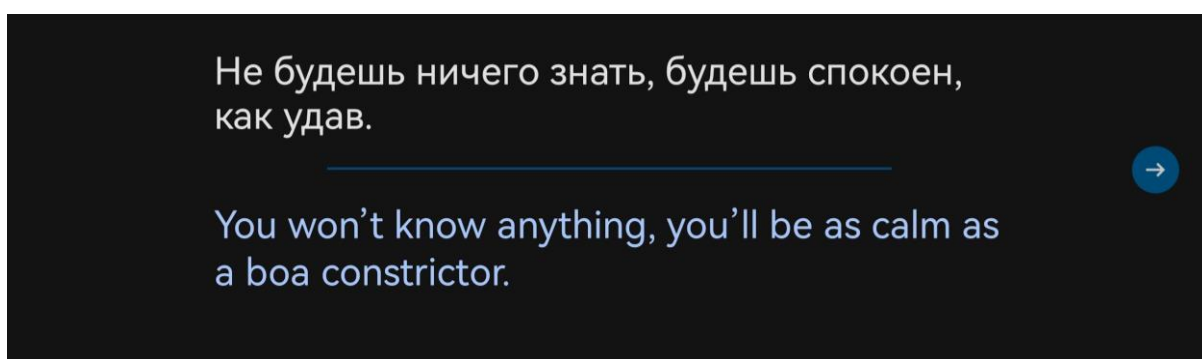 Не будешь ничего знать, будешь спокоен,
как удав.
You won’t know anything, you’ll be as calm as
a boa constrictor.